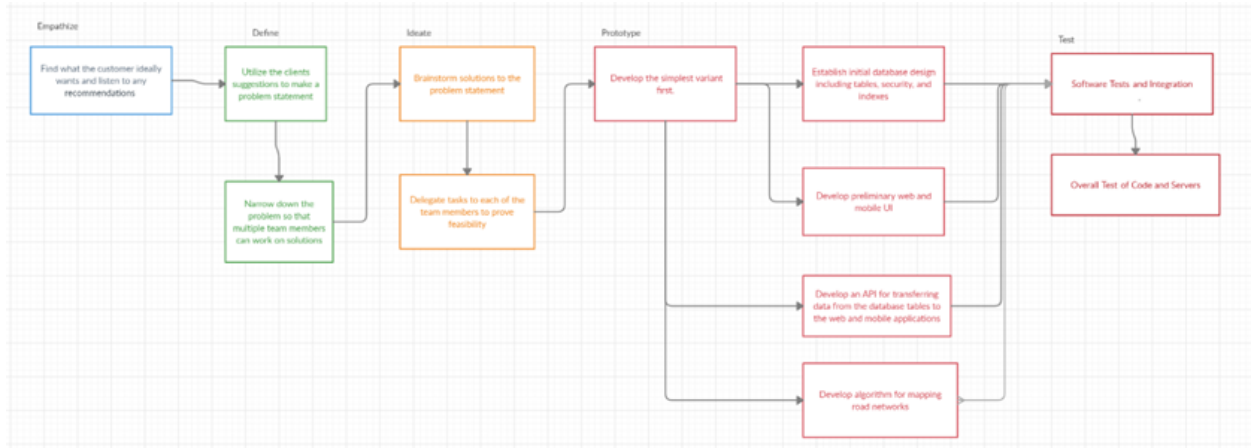 Empathize
Find what the customer ideally
wants and listen to any
recommendations
Define
Utilize the clients
suggestions to make a
problem statement
Narrow down the
problem so that
multiple team members
can work on solutions
Ideate
Brainstorm solutions to the
problem statement
Delegate tasks to each of the
team members to prove
feasibility
Prototype
Develop the simplest variant
first.
Establish initial database design
including tables, security, and
indexes
Develop preliminary web and
mobile UI
Develop an API for transferring
data from the database tables to
the web and mobile applications
Develop algorithm for mapping
road networks
Test
Software Tests and Integration
.
Overall Test of Code and Servers